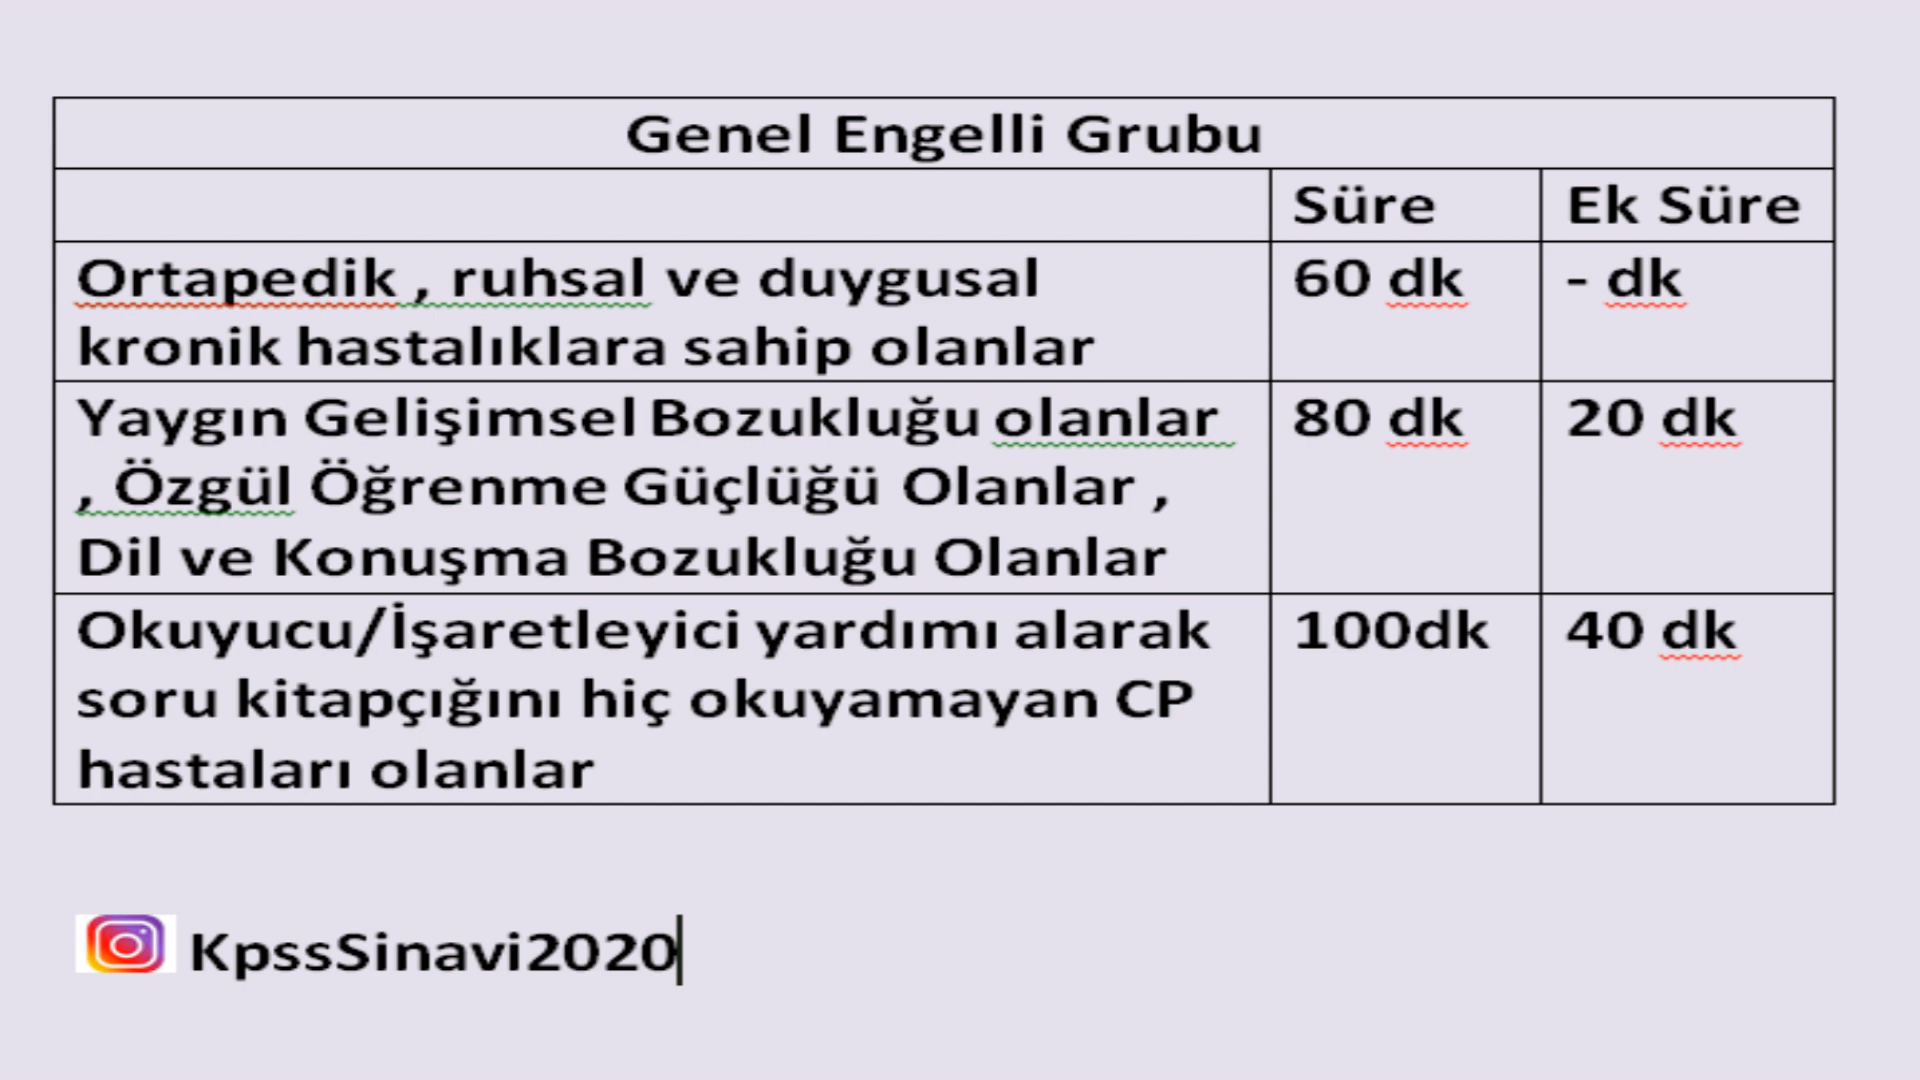 Genel Engelli Grubu
Süre Ek Süre
Ortapedik , ruhsal ve duygusal 60 dk - dk
kronik hastalıklara sahip olanlar
Yaygın Gelişimsel Bozukluğu olanlar 80 dk 20 dk
, Özgül Öğrenme Güçlüğü Olanlar ,
Dil ve Konuşma Bozukluğu Olanlar
Okuyucu/İşaretleyici yardımı alarak 100dk 40 dk
soru kitapçığını hiç okuyamayan CP
hastaları olanlar
KpssSinavi2020